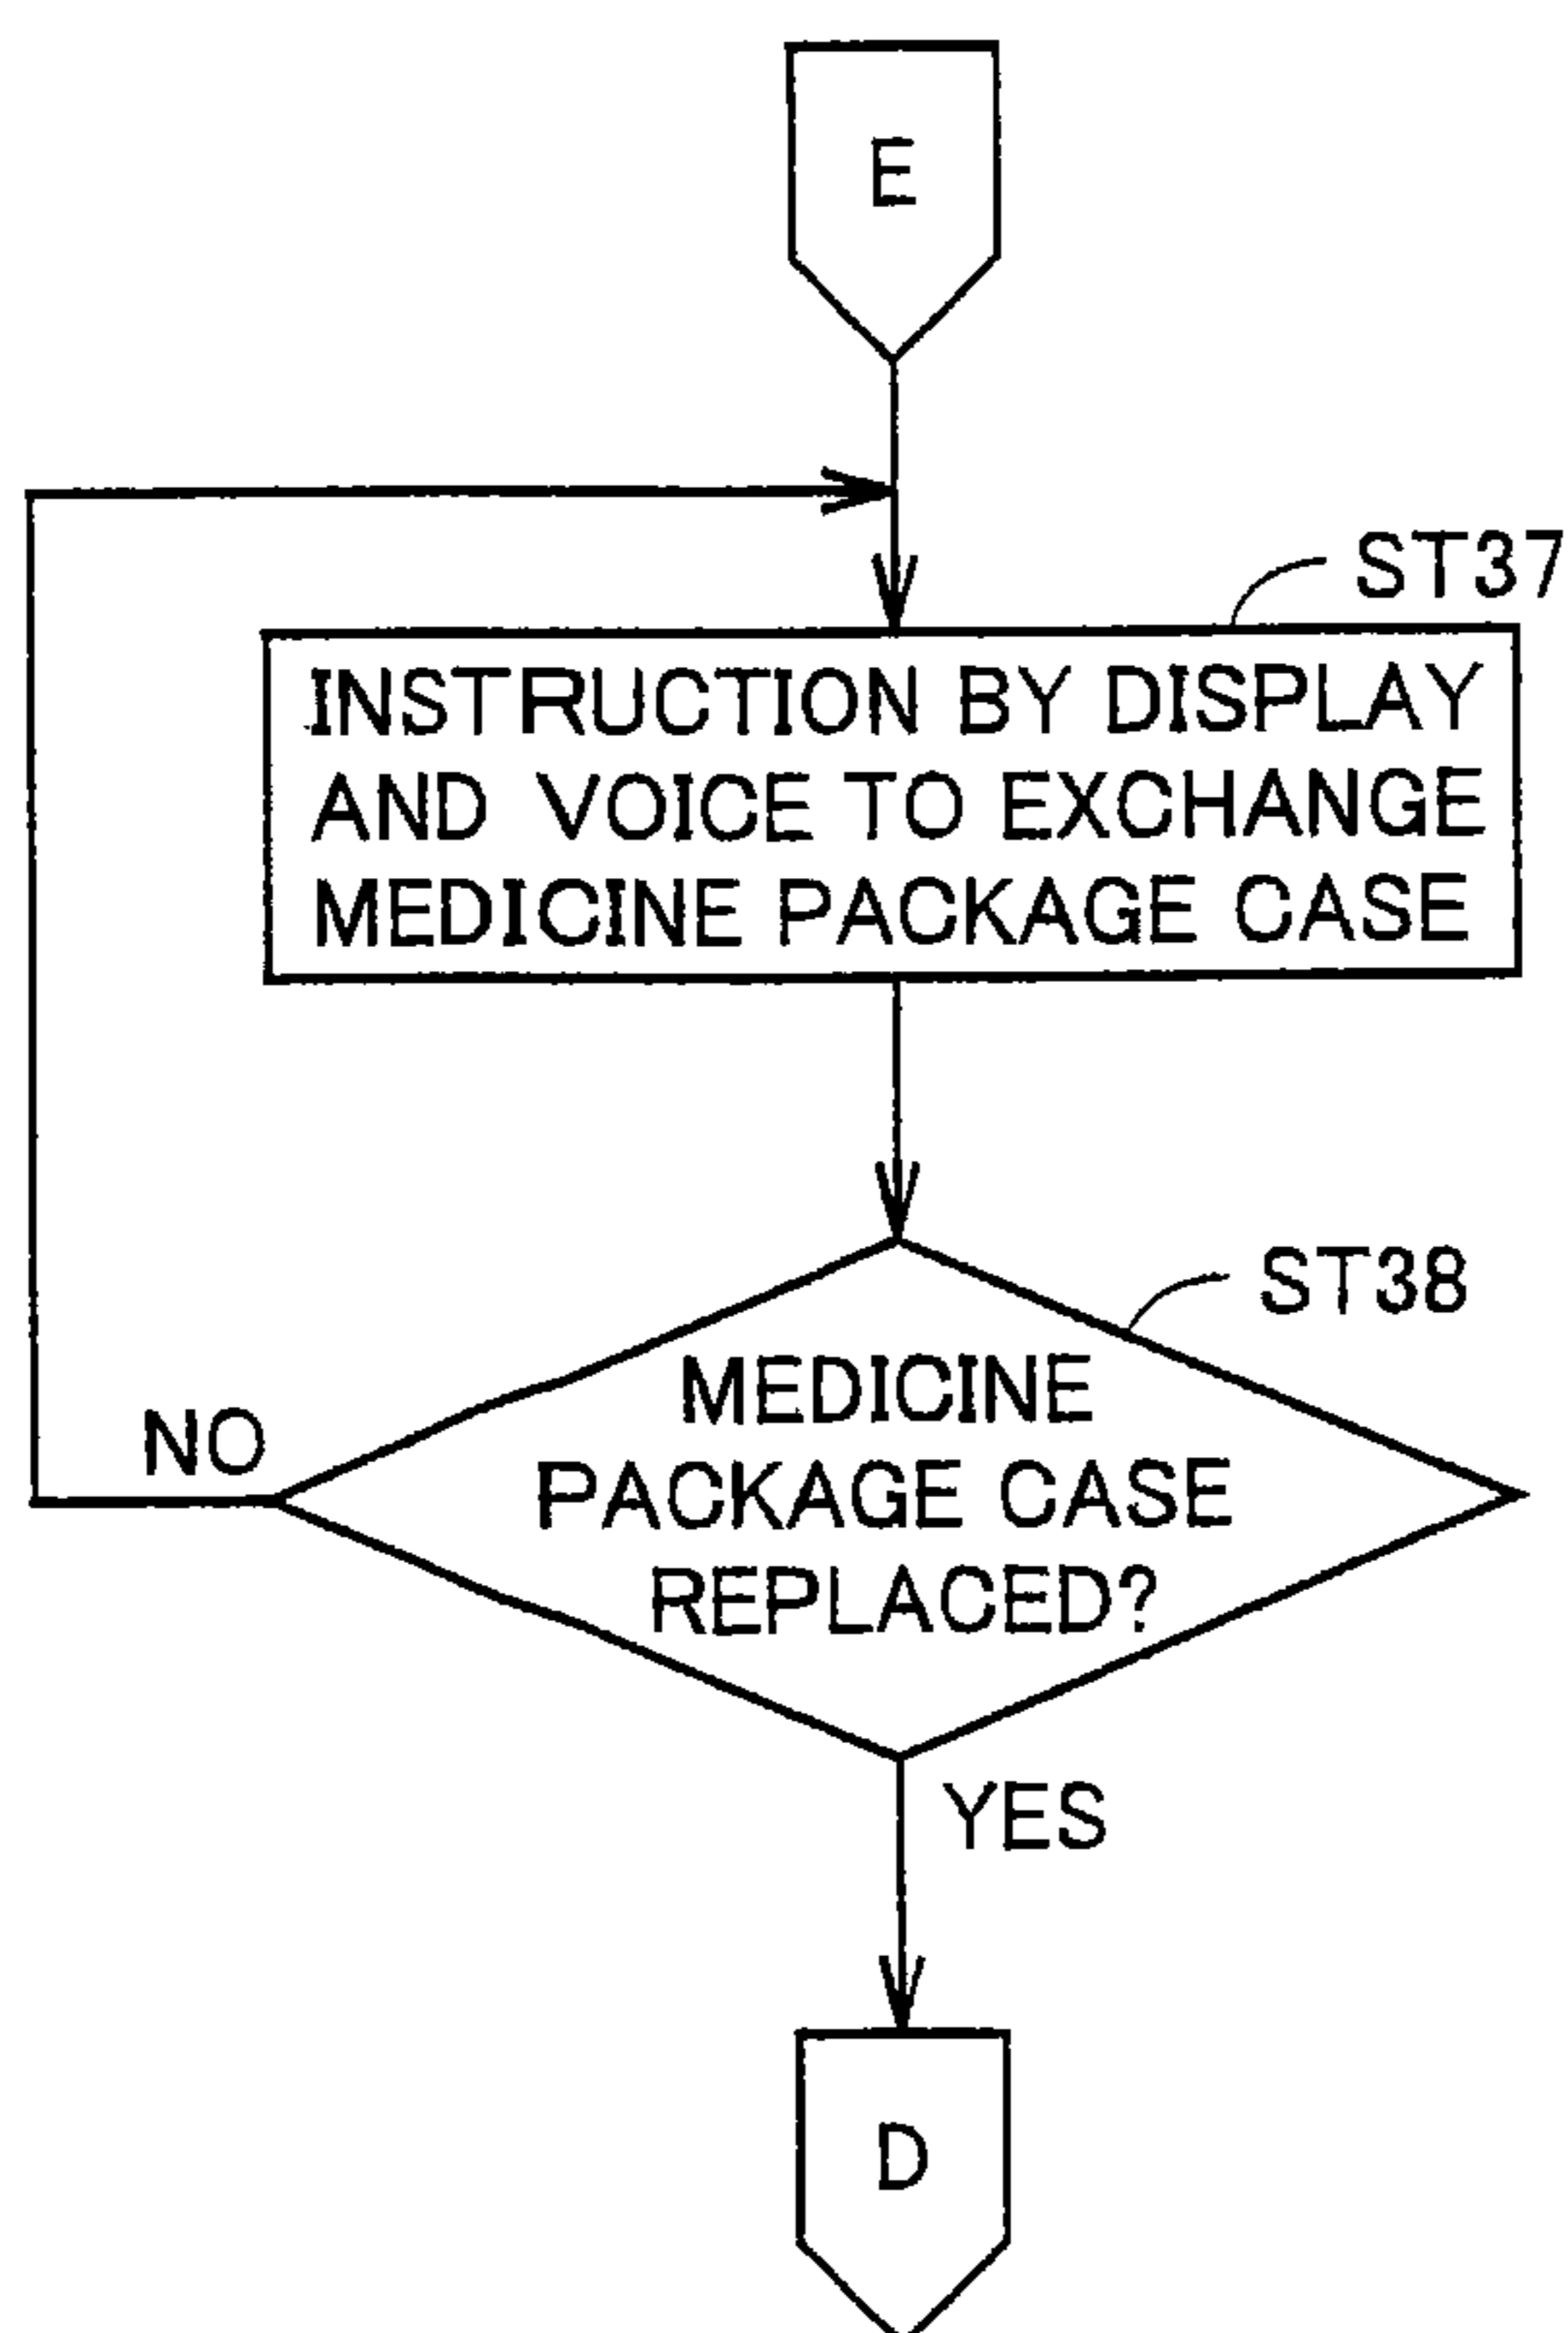 E
ST37
INSTRUCTION BY DISPLAY
AND VOICE TO EXCHANGE
MEDICINE PACKAGE CASE
ST38
MEDICINE
PACKAGE CASE
REPLACED?
NO
YES
D